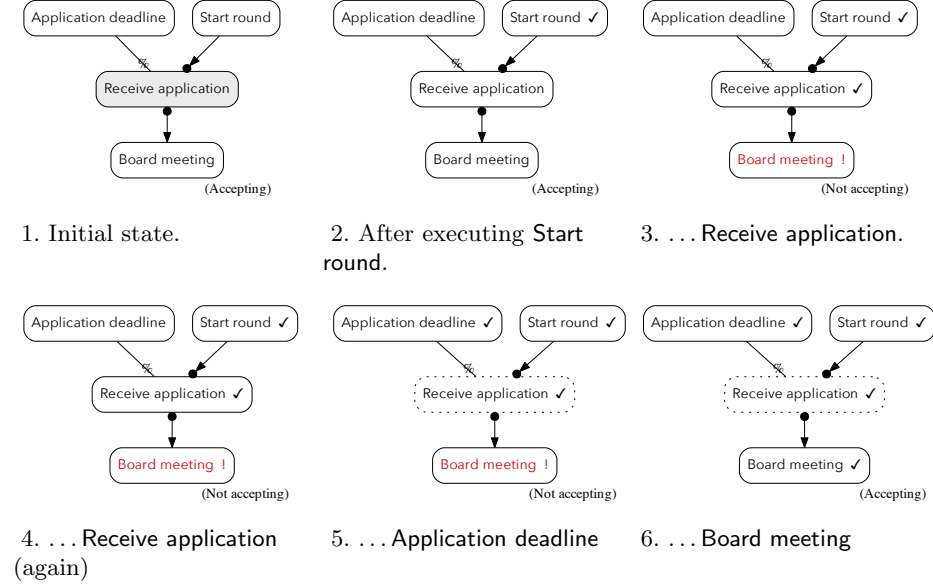 Application deadline Start round Application deadline Start round ✓ Application deadline Start round ✓
% % %
Receive application Receive application Receive application ✓
Board meeting Board meeting Board meeting !
(Accepting) (Accepting) (Not accepting)
1. Initial state. 2. After executing Start 3. ... Receive application.
round.
Application deadline Start round ✓ Application deadline ✓ Start round ✓ Application deadline ✓ Start round ✓
% % %
Receive application ✓ Receive application ✓ Receive application ✓
Board meeting ! Board meeting ! Board meeting ✓
(Not accepting) (Not accepting) (Accepting)
4. ... Receive application 5. ... Application deadline 6. ... Board meeting
(again)